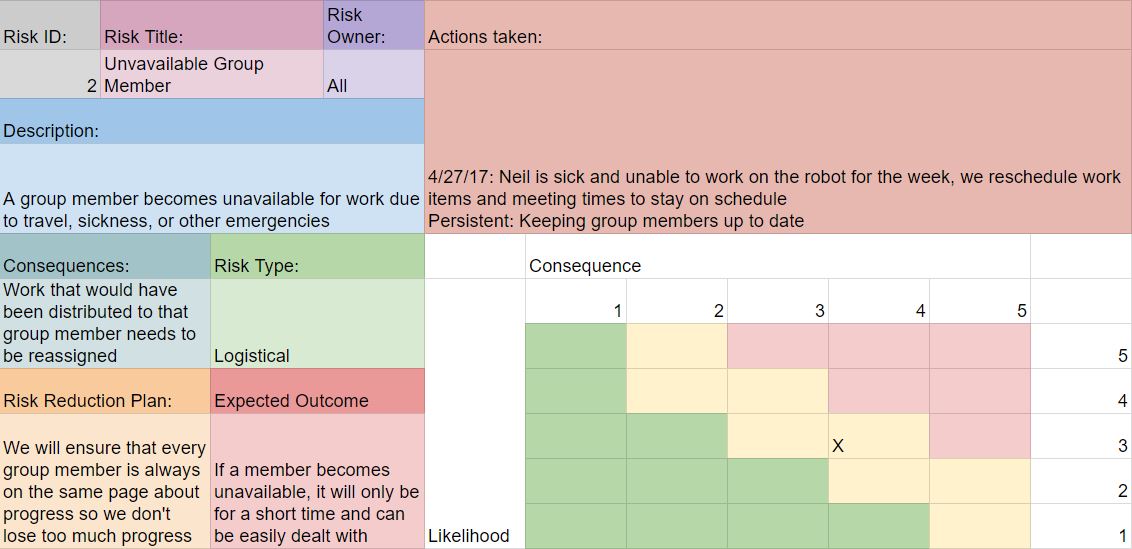 Risk ID:
Risk Title:
Risk
Owner:
Actions taken:
2
Unvavailable Group
Member
All
Description:
A group member becomes unavailable for work due
to travel, sickness, or other emergencies
4/27/17: Neil is sick and unable to work on the robot for the week, we reschedule work
items and meeting times to stay on schedule
Persistent: Keeping group members up to date
Consequences:
Risk Type:
Work that would have
been distributed to that
group member needs to
be reassigned
Logistical
Risk Reduction Plan:
Expected Outcome
We will ensure that every
group member is always
on the same page about
progress so we don't
lose too much progress
If a member becomes
unavailable, it will only be
for a short time and can
be easily dealt with
Consequence
1 2 3 4 5
5
4
X 3
2
Likelihood 1